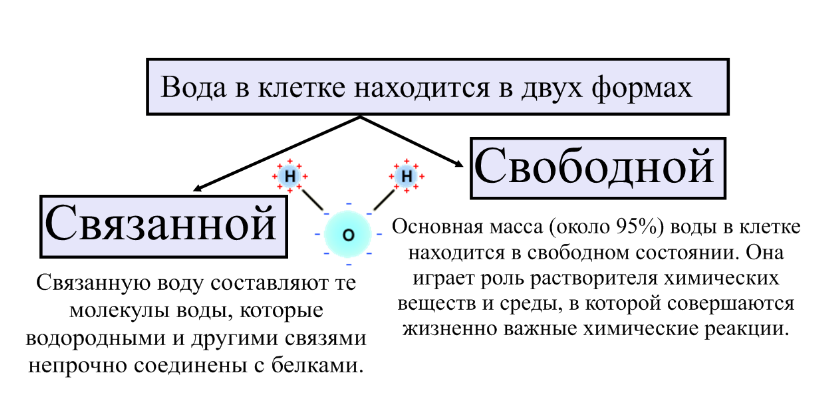 Вода в клетке находится в двух формах
Связанной
Связанную воду составляют те
молекулы воды, которые
водородными и другими связями
непрочно соединены с белками.
H
H
O
Свободной
Основная масса (около 95%) воды в клетке
находится в свободном состоянии. Она
играет роль растворителя химических
веществ и среды, в которой совершаются
жизненно важные химические реакции.